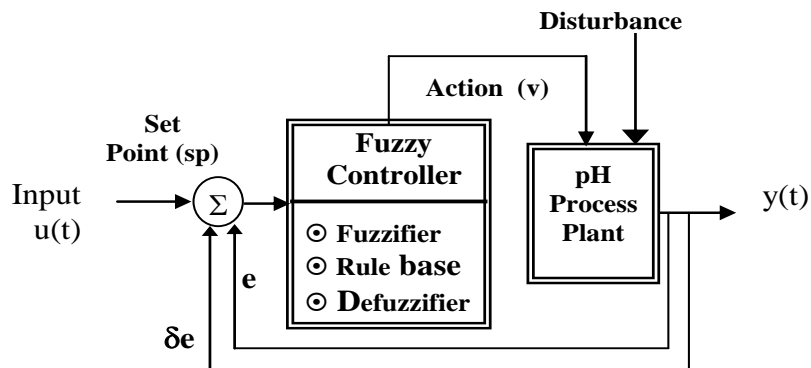 Disturbance
Action (v)
Set
Point (sp)
Input
u(t)
Σ
Fuzzy
Controller
⊙ Fuzzifier
⊙ Rule base
⊙ Defuzzifier
pH
Process
Plant
y(t)
e
δe